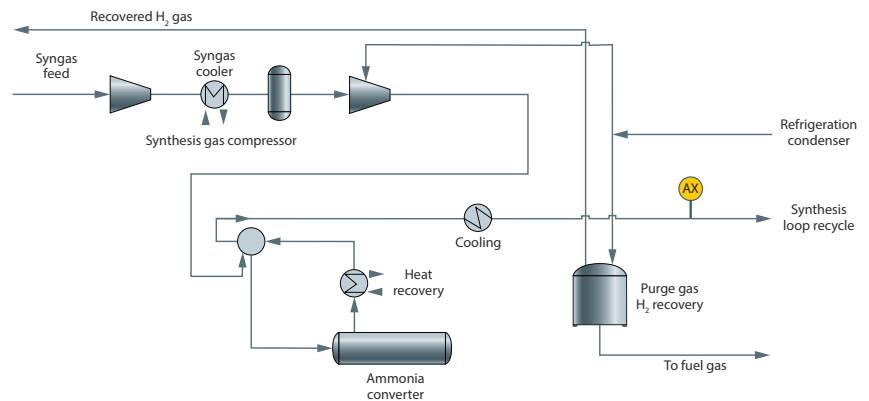 Recovered H₂ gas
Syngas
feed
Syngas
cooler
Synthesis gas compressor
Refrigeration
condenser
AX
Synthesis
loop recycle
Cooling
Heat
recovery
Purge gas
H₂ recovery
To fuel gas
Ammonia
converter